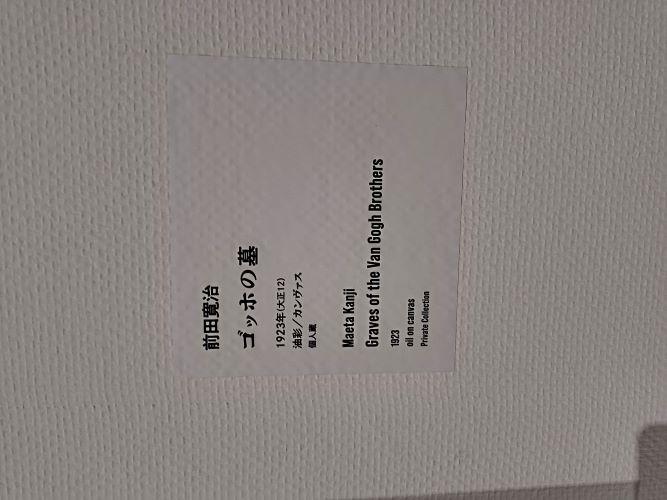 前田寛治
ゴッホの墓
1923年(大正12)
油彩/カンヴァス
個人蔵
Maeta Kanji
Graves of the Van Gogh Brothers
1923
oil on canvas
Private Collection